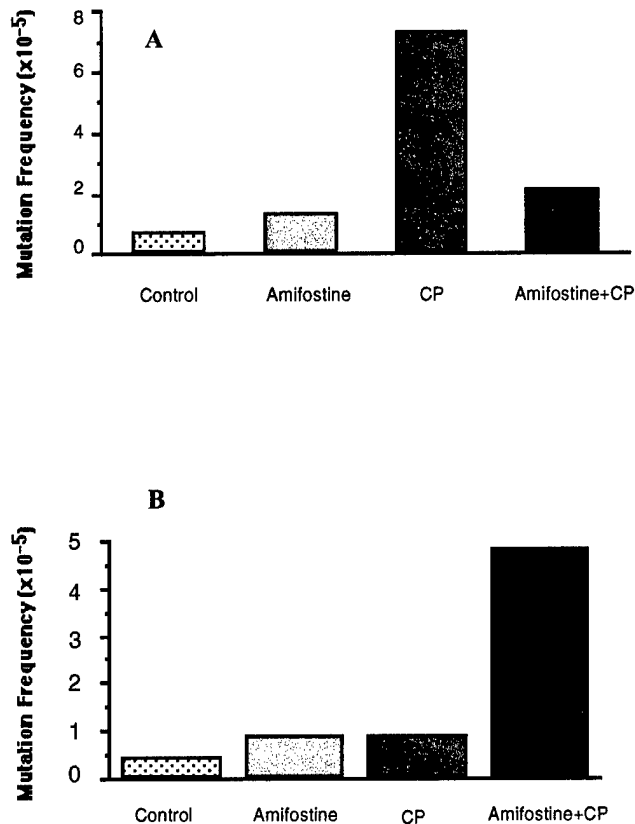 A
Mutation Frequency (x10⁻⁵)
8
6
4
2
0
Control Amifostine CP Amifostine+CP
B
Mutation Frequency (x10⁻⁵)
5
4
3
2
1
0
Control Amifostine CP Amifostine+CP